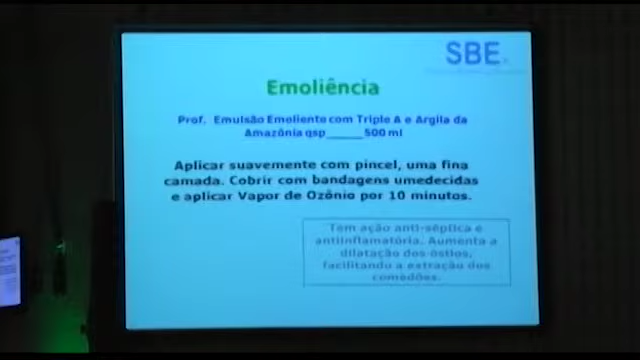 SBE
Emoliência
Prof. Emulsão Emoliente com Triplo A e Argila da
Amazônia qsp ______ 500 ml
Aplicar suavemente com pincel, uma fina
camada. Cobrir com bandagens umedecidas
e aplicar Vapor de Ozônio por 10 minutos.
Tem ação anti-séptica e
antiinflamatória. Aumenta a
dilatação dos óstios,
facilitando a extração dos
comedões.